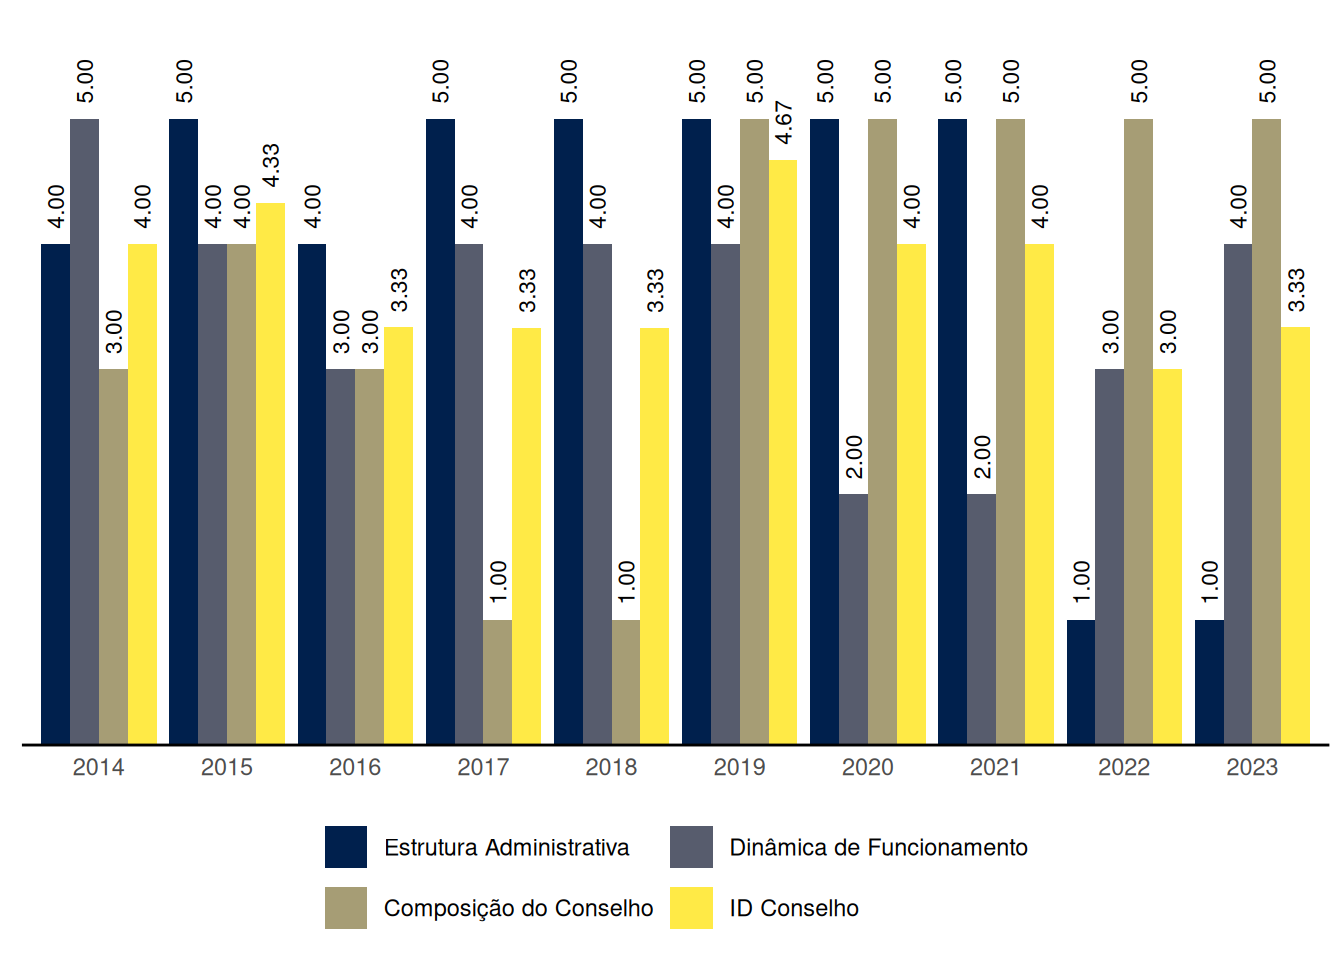 4.00 5.00 3.00 4.00 5.00 4.00 4.00 4.33 4.00 3.00 3.00 3.33 5.00 4.00 1.00 3.33 5.00 4.00 1.00 3.33 5.00 4.00 5.00 4.67 5.00 2.00 5.00 4.00 5.00 2.00 5.00 4.00 1.00 3.00 5.00 3.00 1.00 4.00 5.00 3.33
2014 2015 2016 2017 2018 2019 2020 2021 2022 2023
Estrutura Administrativa Dinâmica de Funcionamento
Composição do Conselho ID Conselho